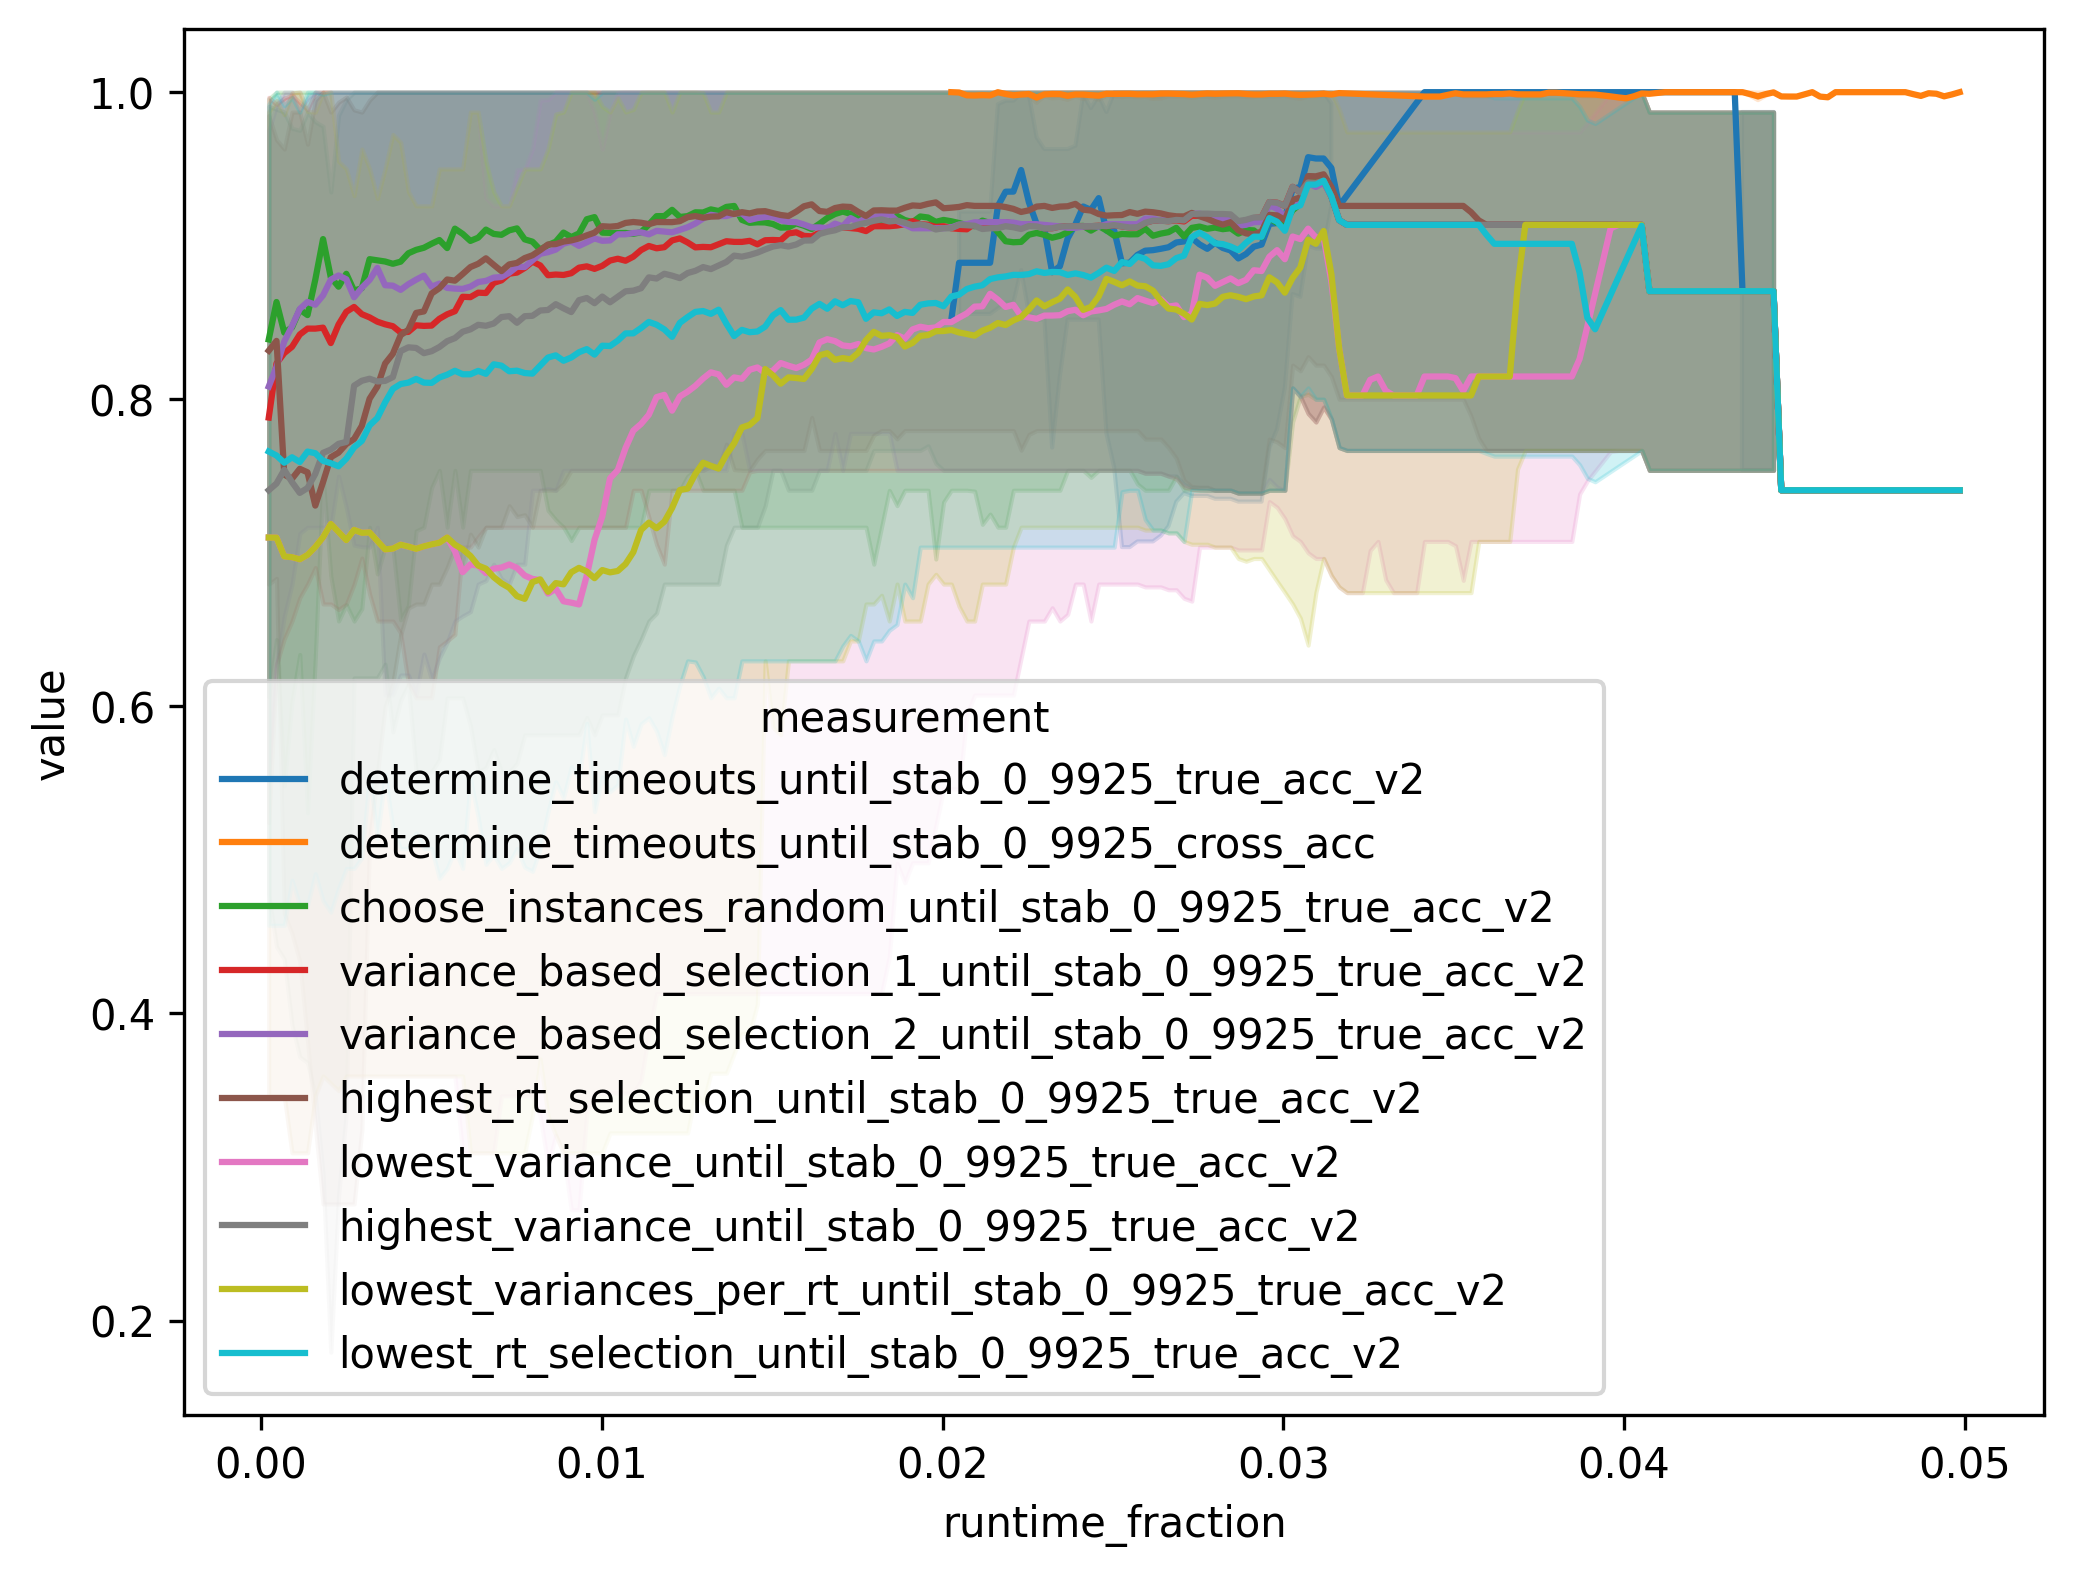 1.0
0.8
0.6
0.4
0.2
value
measurement
determine_timeouts_until_stab_0_9925_true_acc_v2
determine_timeouts_until_stab_0_9925_cross_acc
choose_instances_random_until_stab_0_9925_true_acc_v2
variance_based_selection_1_until_stab_0_9925_true_acc_v2
variance_based_selection_2_until_stab_0_9925_true_acc_v2
highest_rt_selection_until_stab_0_9925_true_acc_v2
lowest_variance_until_stab_0_9925_true_acc_v2
highest_variance_until_stab_0_9925_true_acc_v2
lowest_variances_per_rt_until_stab_0_9925_true_acc_v2
lowest_rt_selection_until_stab_0_9925_true_acc_v2
0.00 0.01 0.02 0.03 0.04 0.05
runtime_fraction